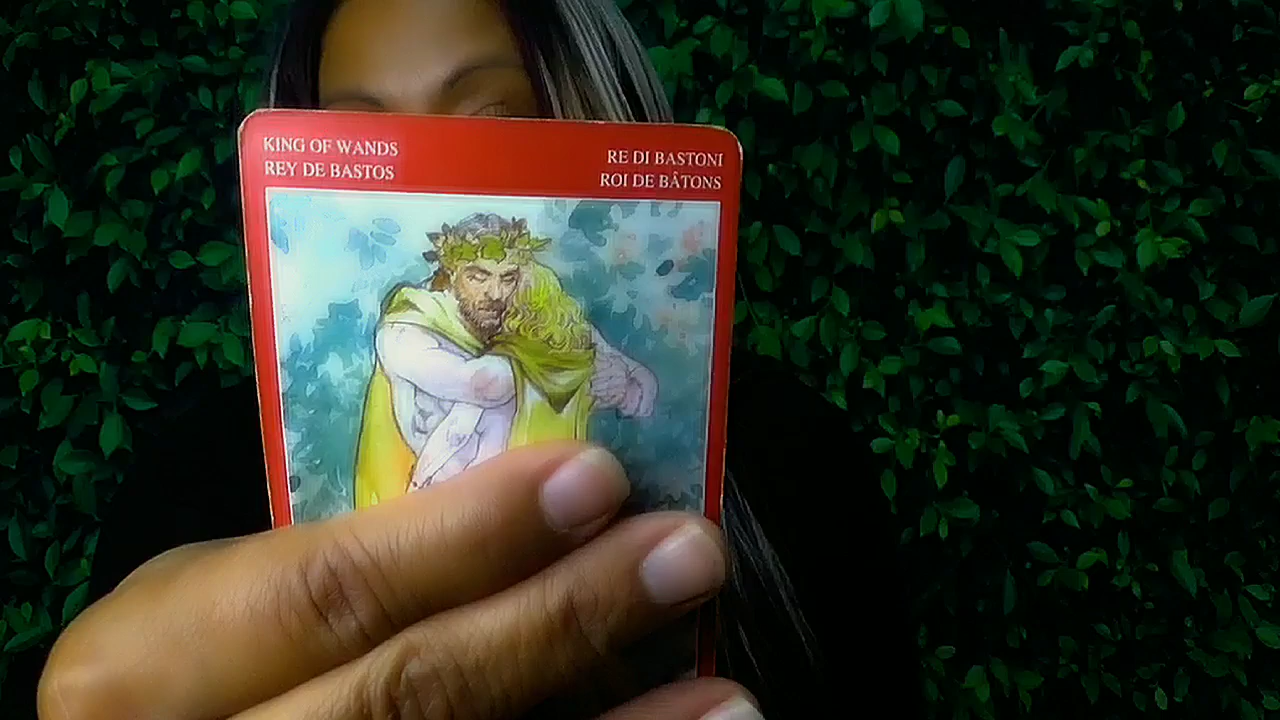 KING OF WANDS
REY DE BASTOS
RE DI BASTONI
ROI DE BÂTONS